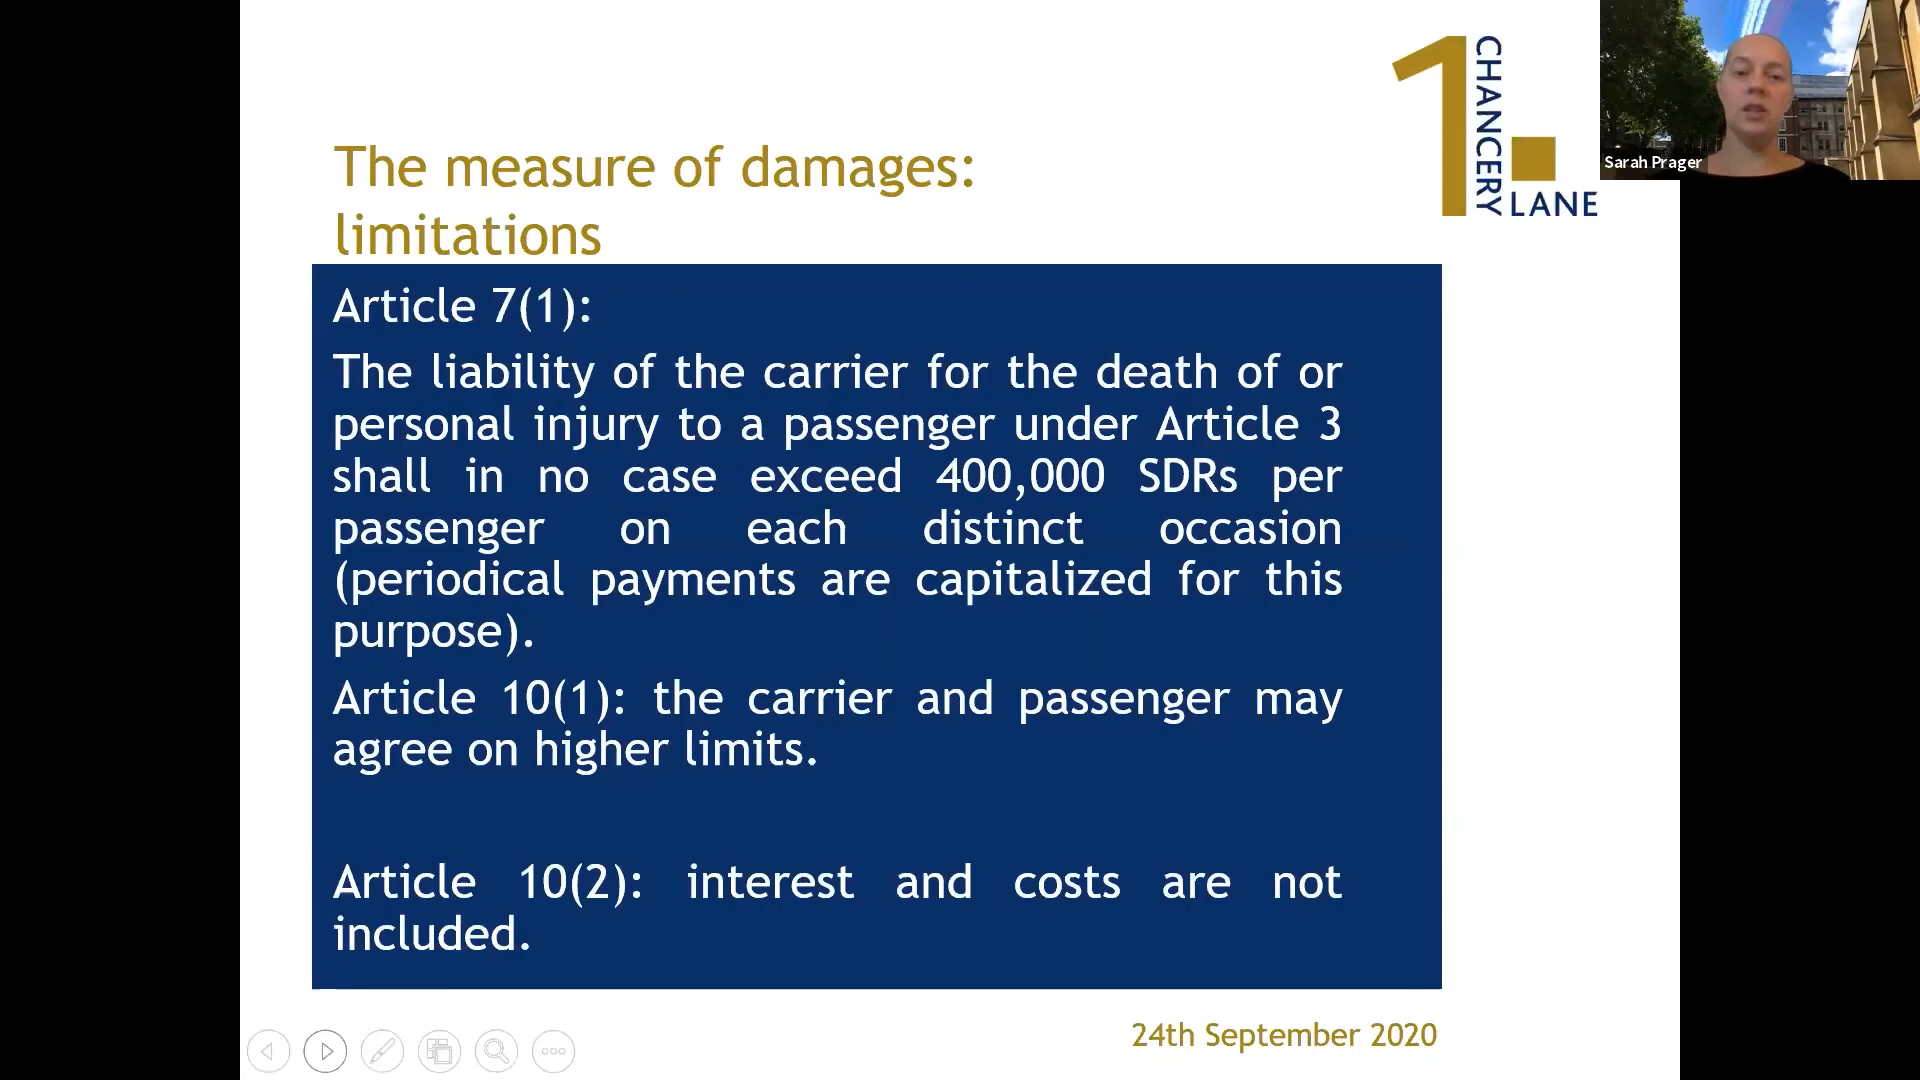 1
CHANCERY
LANE
Sarah Prager
The measure of damages:
limitations
Article 7(1):
The liability of the carrier for the death of or
personal injury to a passenger under Article 3
shall in no case exceed 400,000 SDRs per
passenger on each distinct occasion
(periodical payments are capitalized for this
purpose).
Article 10(1): the carrier and passenger may
agree on higher limits.
Article 10(2): interest and costs are not
included.
24th September 2020